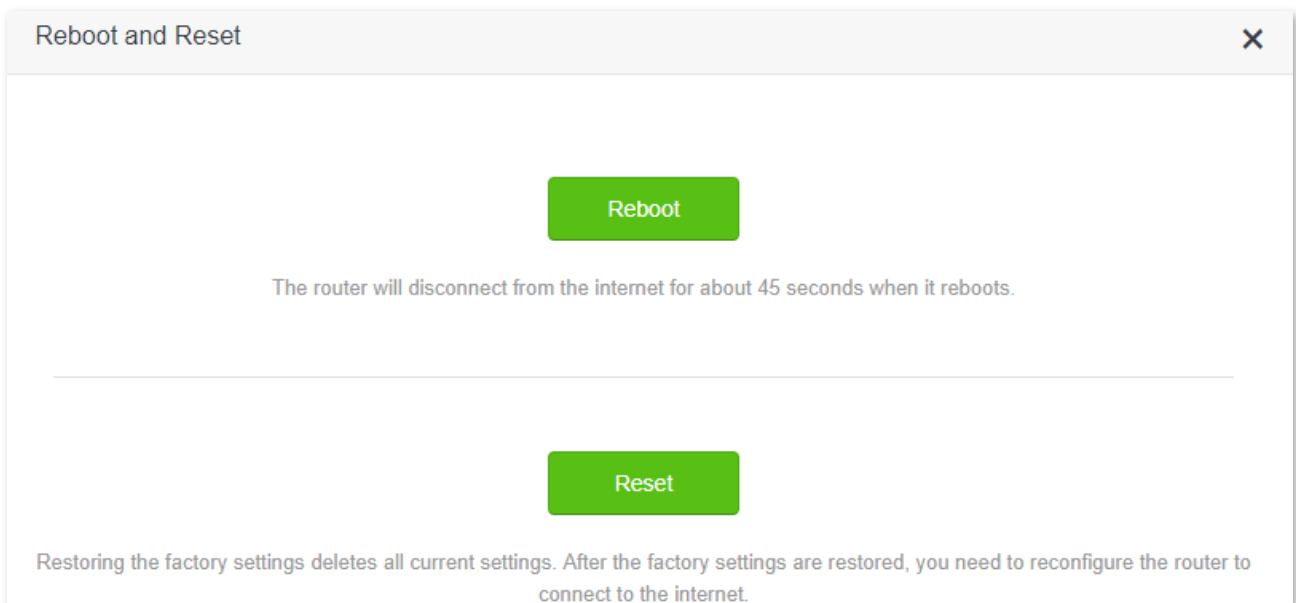 Reboot and Reset
Reboot
The router will disconnect from the internet for about 45 seconds when it reboots.
Reset
Restoring the factory settings deletes all current settings. After the factory settings are restored, you need to reconfigure the router to
connect to the internet.